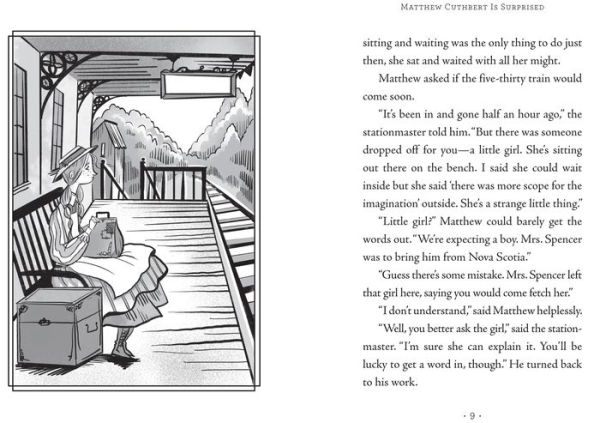 Matthew Cuthbert Is Surprised
sitting and waiting was the only thing to do just
then, she sat and waited with all her might.
Matthew asked if the five-thirty train would
come soon.
“It’s been in and gone half an hour ago,” the
stationmaster told him. “But there was someone
dropped off for you—a little girl. She’s sitting
out there on the bench. I said she could wait
inside but she said ‘there was more scope for the
imagination’ outside. She’s a strange little thing.”
“Little girl?” Matthew could barely get the
words out. “We’re expecting a boy. Mrs. Spencer
was to bring him from Nova Scotia.”
“Guess there’s some mistake. Mrs. Spencer left
that girl here, saying you would come fetch her.”
“I don’t understand,” said Matthew helplessly.
“Well, you better ask the girl,” said the station-
master. “I’m sure she can explain it. You’ll be
lucky to get a word in, though.” He turned back
to his work.
· 9 ·